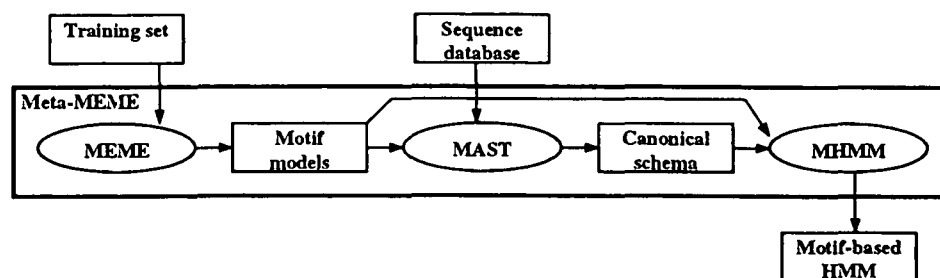 Training set
Sequence
database
Meta-MEME
MEME
Motif
models
MAST
Canonical
schema
MHMM
Motif-based
HMM